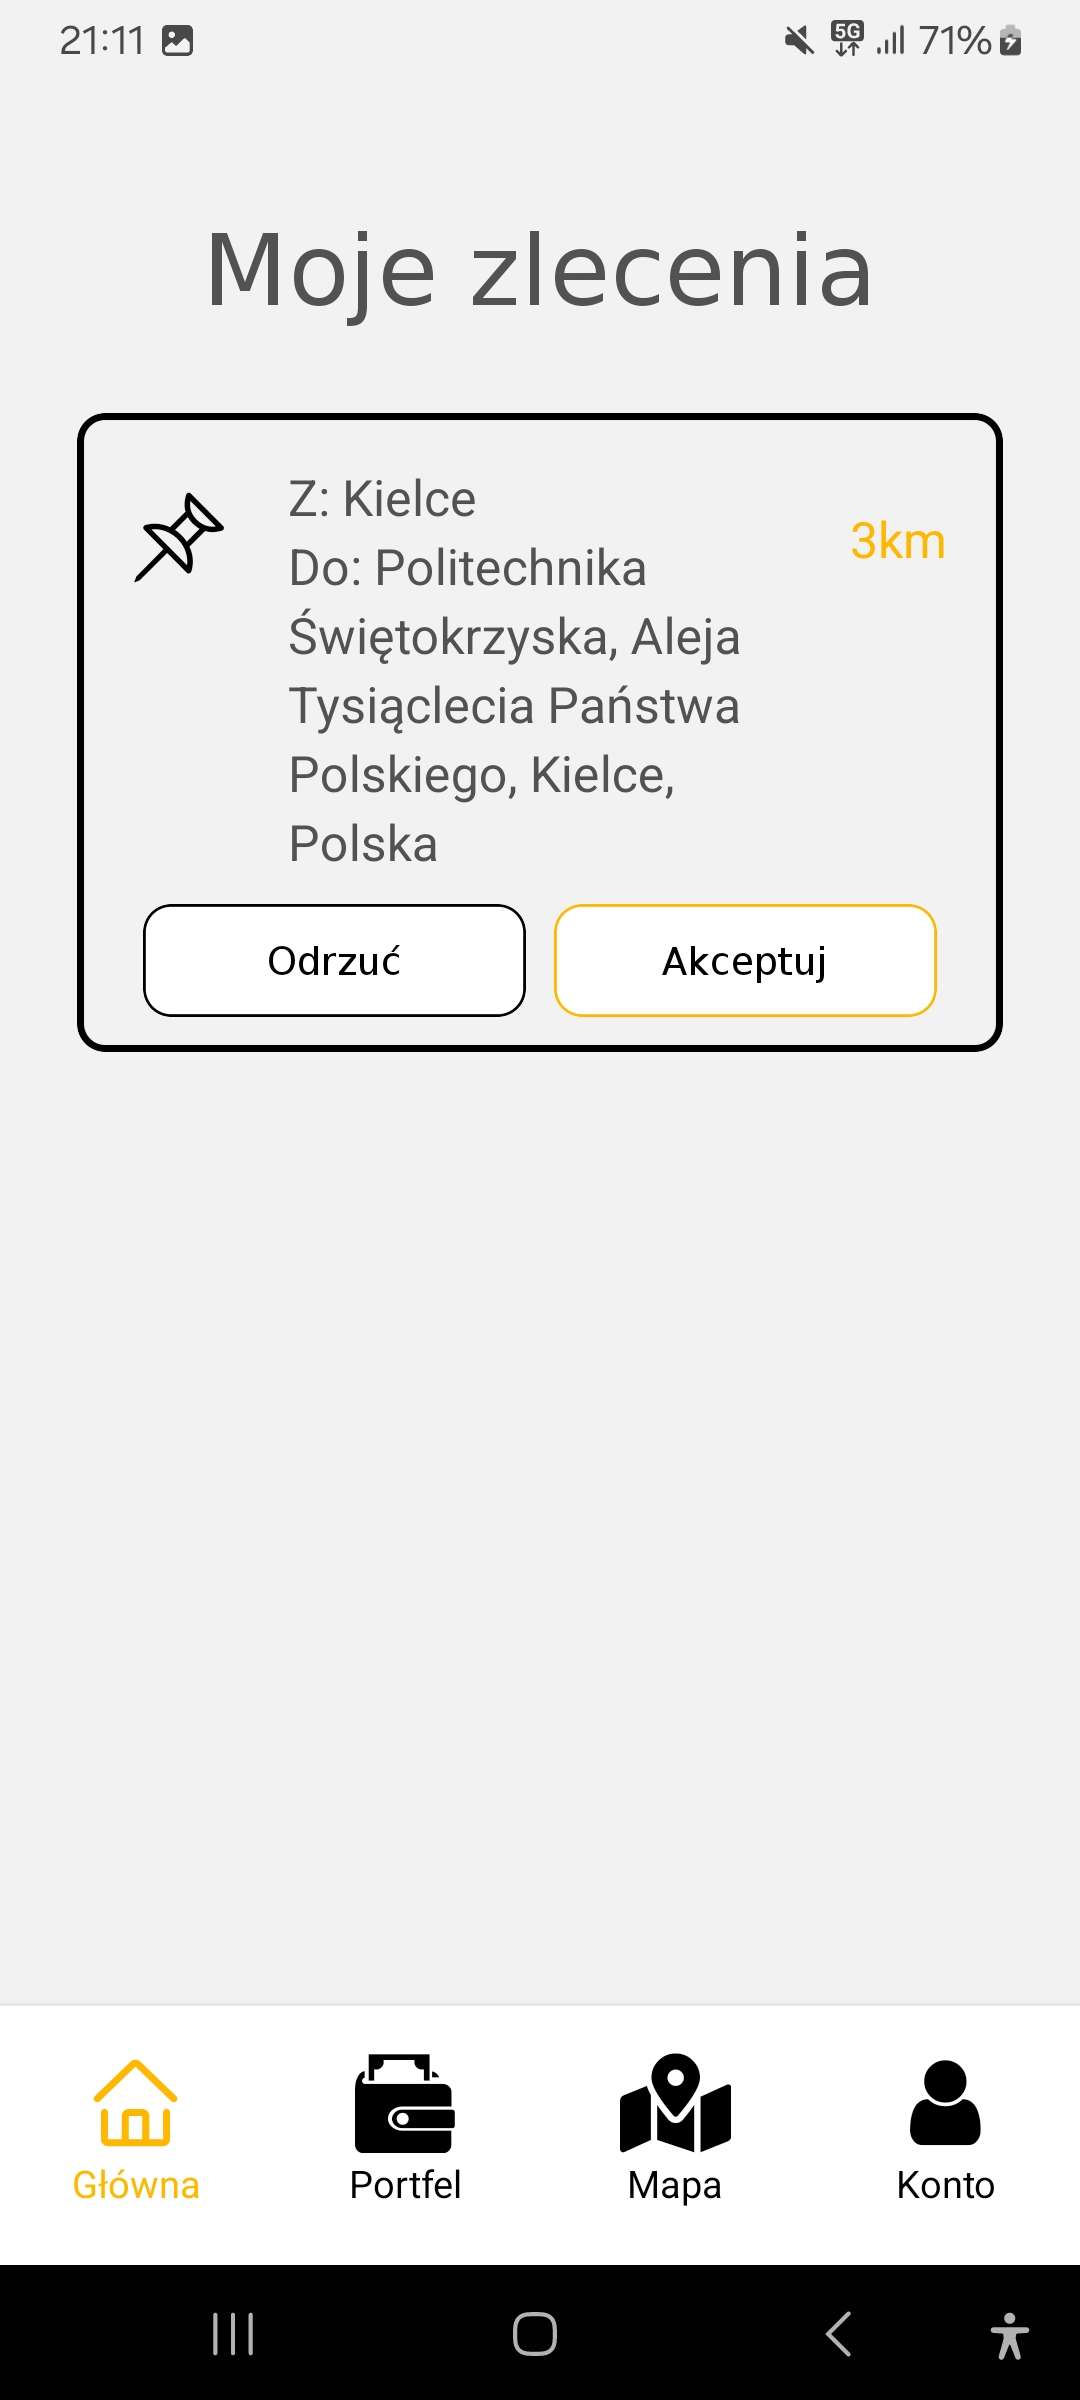 21:11
5G
71%
Moje zlecenia
Z: Kielce
Do: Politechnika
Świętokrzyska, Aleja
Tysiąclecia Państwa
Polskiego, Kielce,
Polska
3km
Odrzuć
Akceptuj
Główna
Portfel
Mapa
Konto